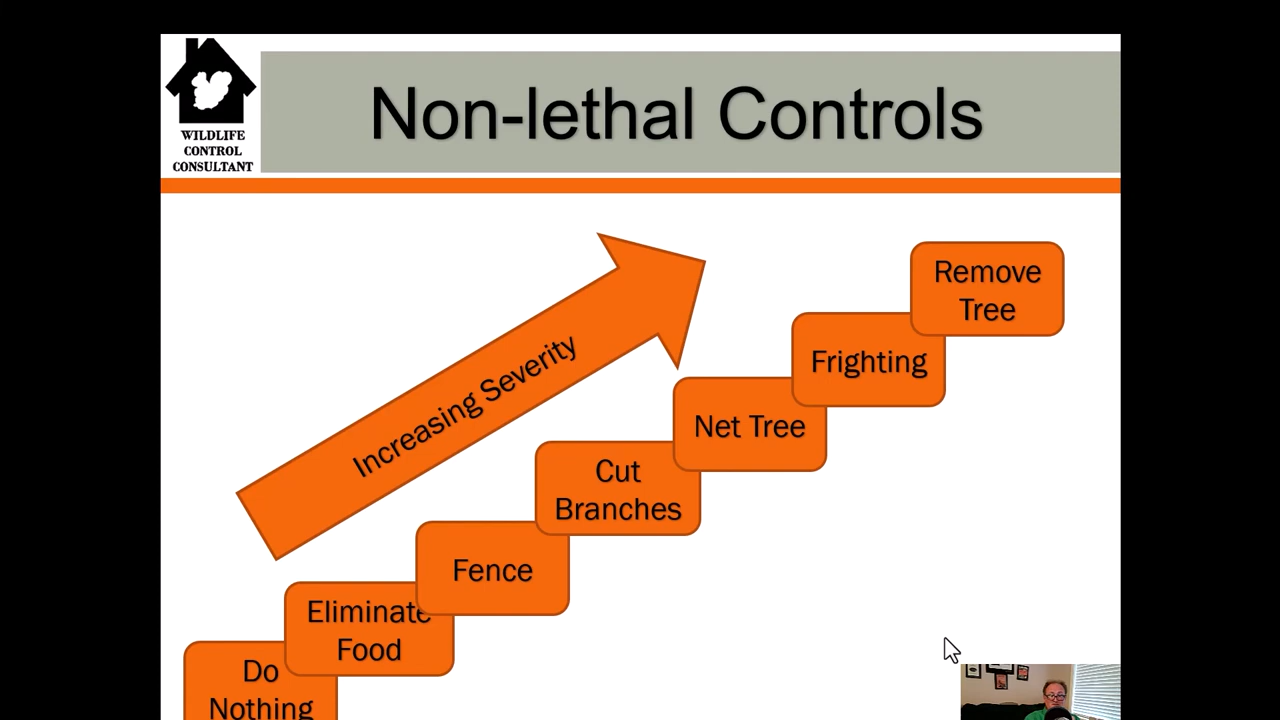 WILDLIFE
CONTROL
CONSULTANT
Non-lethal Controls
Increasing Severity
Remove
Tree
Frighting
Net Tree
Cut
Branches
Fence
Eliminate
Food
Do
Nothing